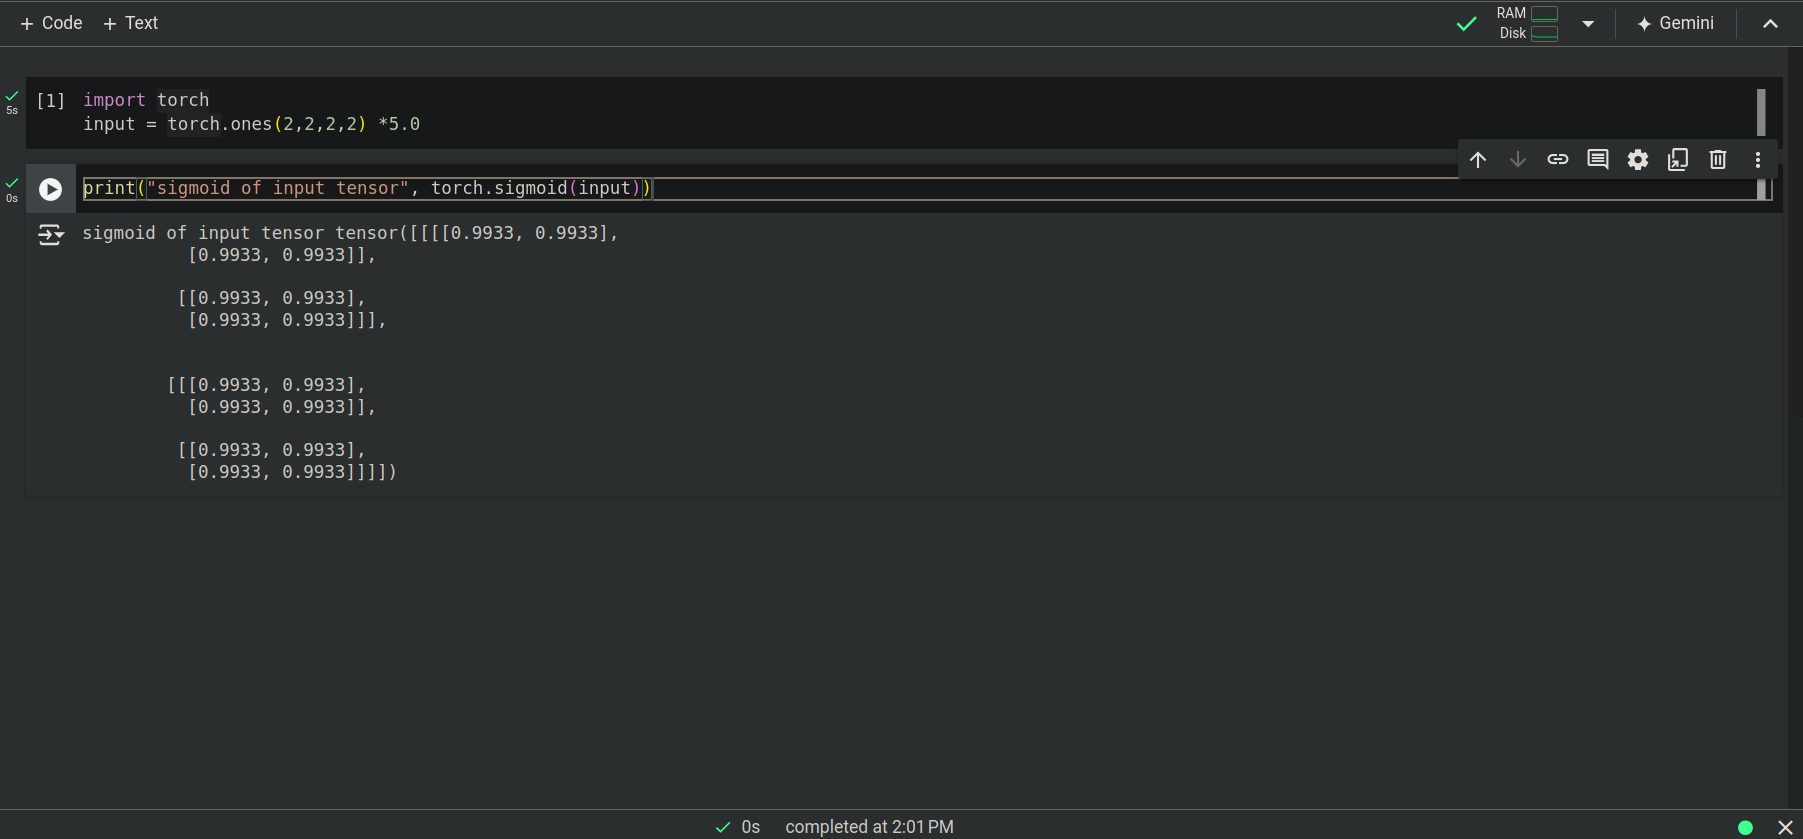 + Code + Text
RAM
Disk
Gemini
5s
[1] import torch
input = torch.ones(2,2,2,2) *5.0
0s
print("sigmoid of input tensor", torch.sigmoid(input))
sigmoid of input tensor tensor([[[[0.9933, 0.9933],
[0.9933, 0.9933]],
[[0.9933, 0.9933],
[0.9933, 0.9933]]],
[[[0.9933, 0.9933],
[0.9933, 0.9933]],
[[0.9933, 0.9933],
[0.9933, 0.9933]]]])
0s completed at 2:01 PM